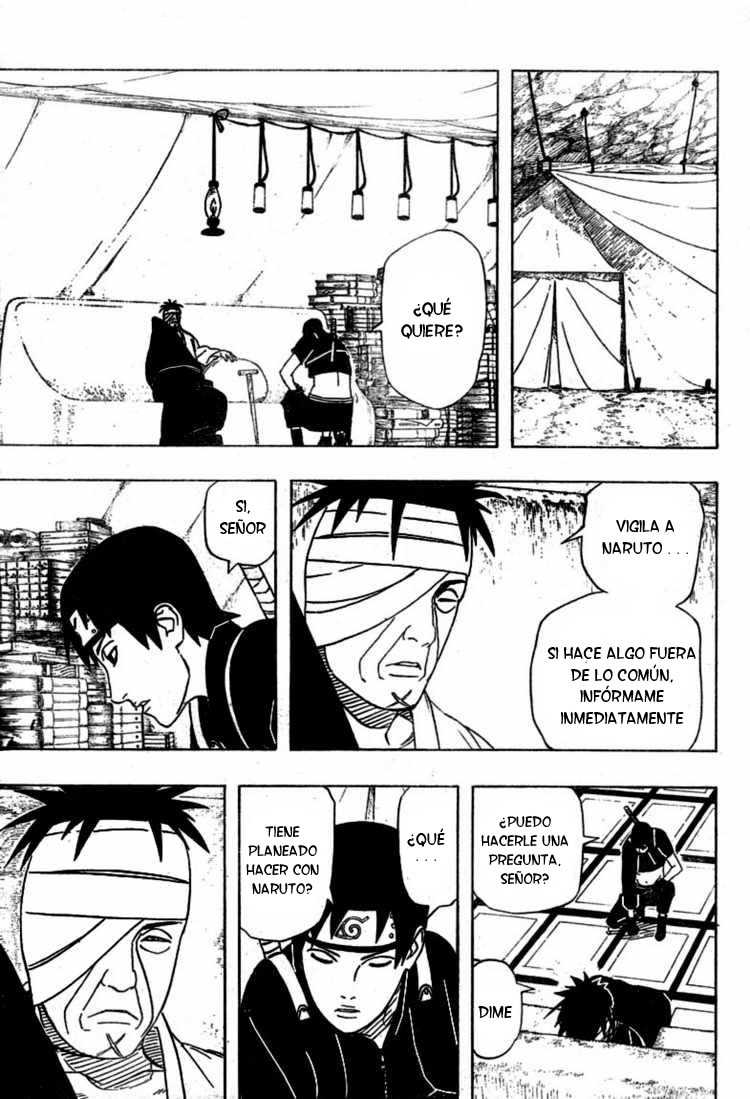 ¿QUÉ
QUIERE?
VIGILA A
NARUTO . . .
SI HACE ALGO FUERA
DE LO COMÚN,
INFÓRMAME
INMEDIATAMENTE
SI,
SEÑOR
¿PUEDO
HACERLE UNA
PREGUNTA,
SEÑOR?
DIME
¿QUÉ
. . .
TIENE
PLANEADO
HACER CON
NARUTO?